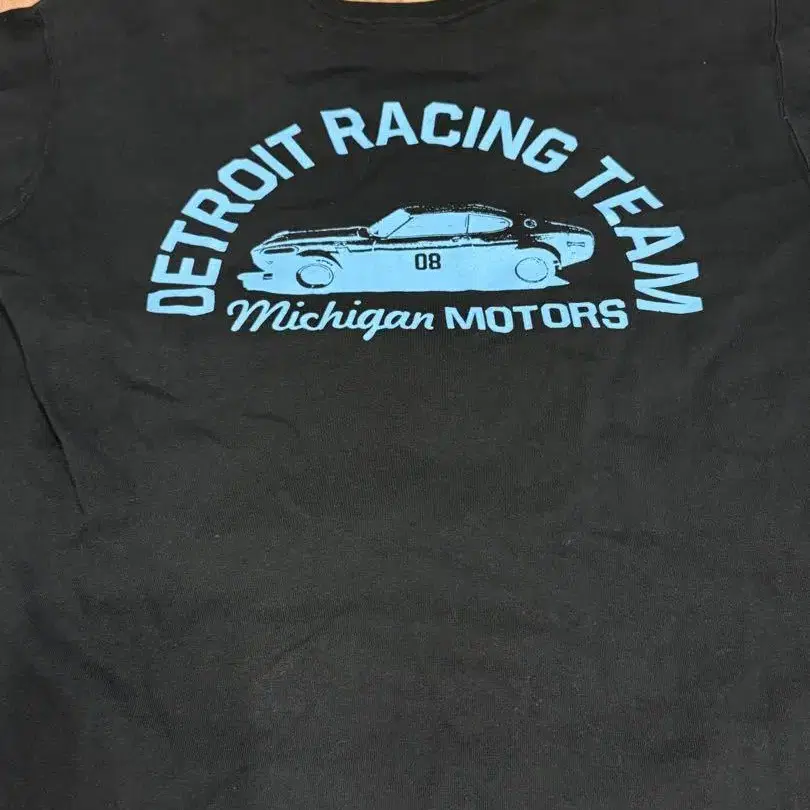 DETROIT RACING TEAM
08
Michigan MOTORS